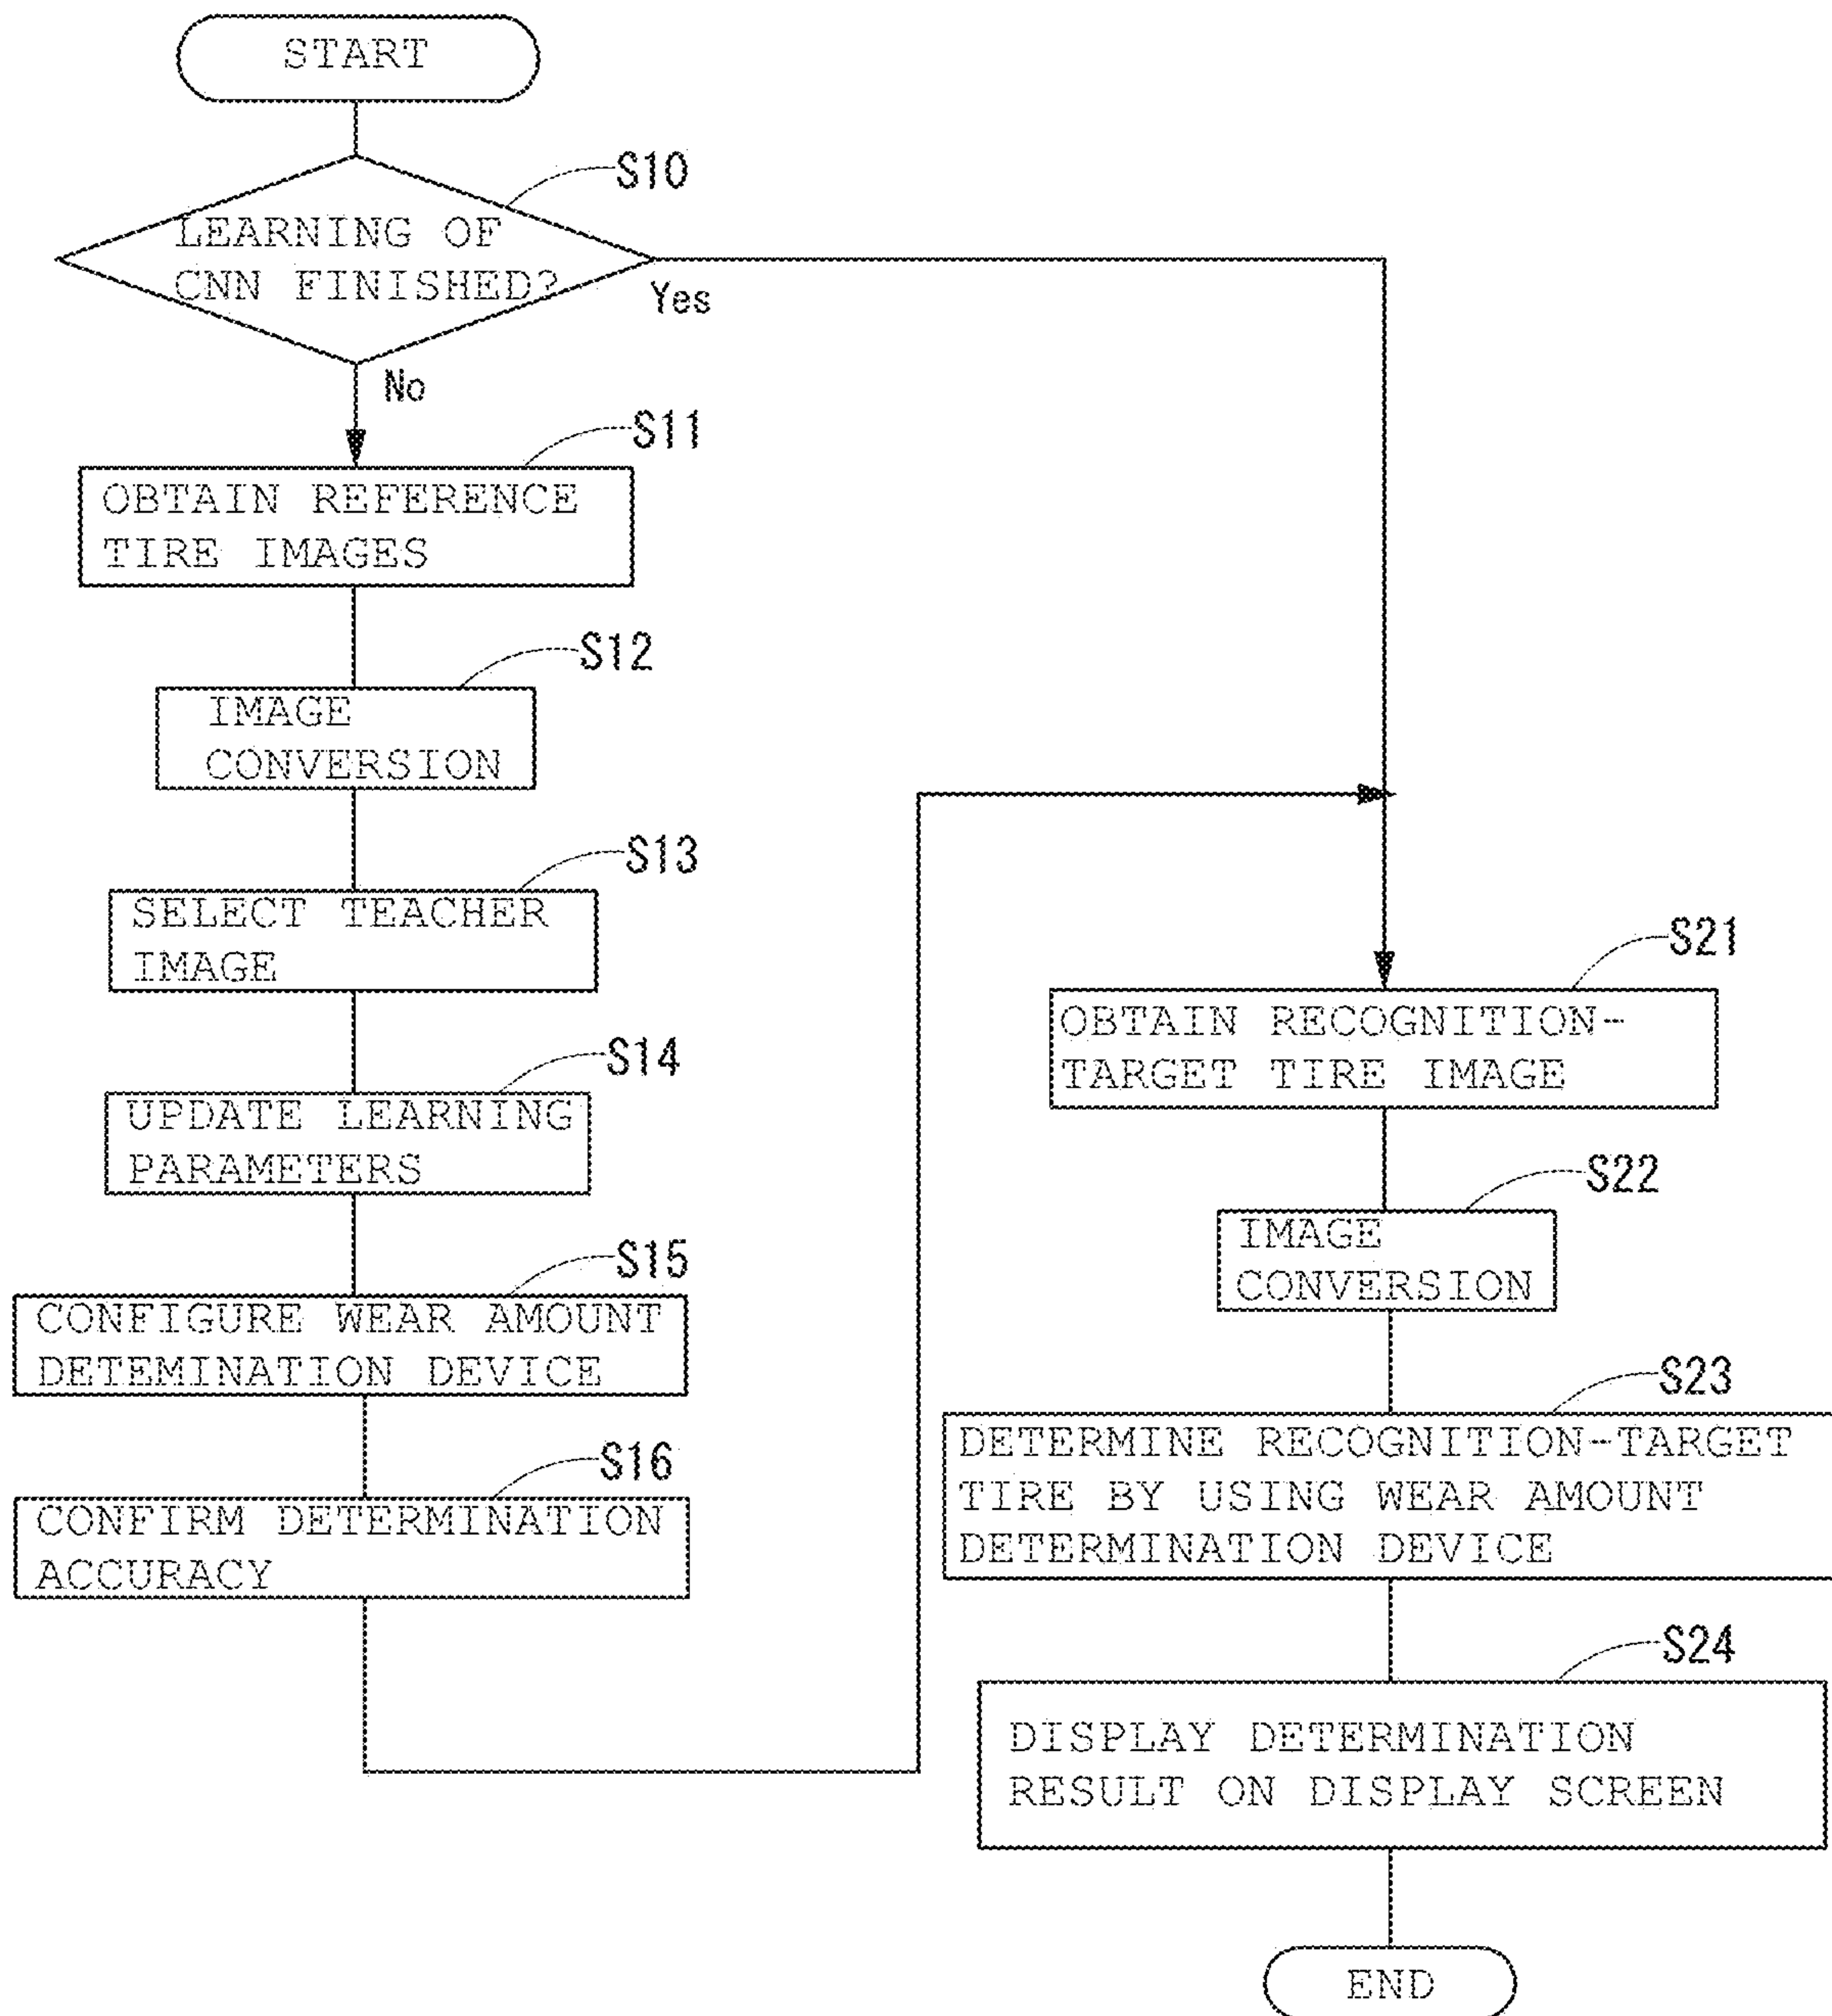 START
S10
LEARNING OF
CNN FINISHED?
Yes
No
S11
OBTAIN REFERENCE
TIRE IMAGES
S12
IMAGE
CONVERSION
S13
SELECT TEACHER
IMAGE
S14
UPDATE LEARNING
PARAMETERS
S15
CONFIGURE WEAR AMOUNT
DETEMINATION DEVICE
S16
CONFIRM DETERMINATION
ACCURACY
S21
OBTAIN RECOGNITION-
TARGET TIRE IMAGE
S22
IMAGE
CONVERSION
S23
DETERMINE RECOGNITION-TARGET
TIRE BY USING WEAR AMOUNT
DETERMINATION DEVICE
S24
DISPLAY DETERMINATION
RESULT ON DISPLAY SCREEN
END